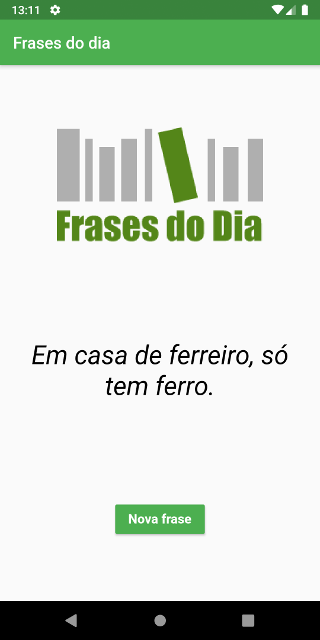 13:11
Frases do dia
Frases do Dia
Em casa de ferreiro, só
tem ferro.
Nova frase